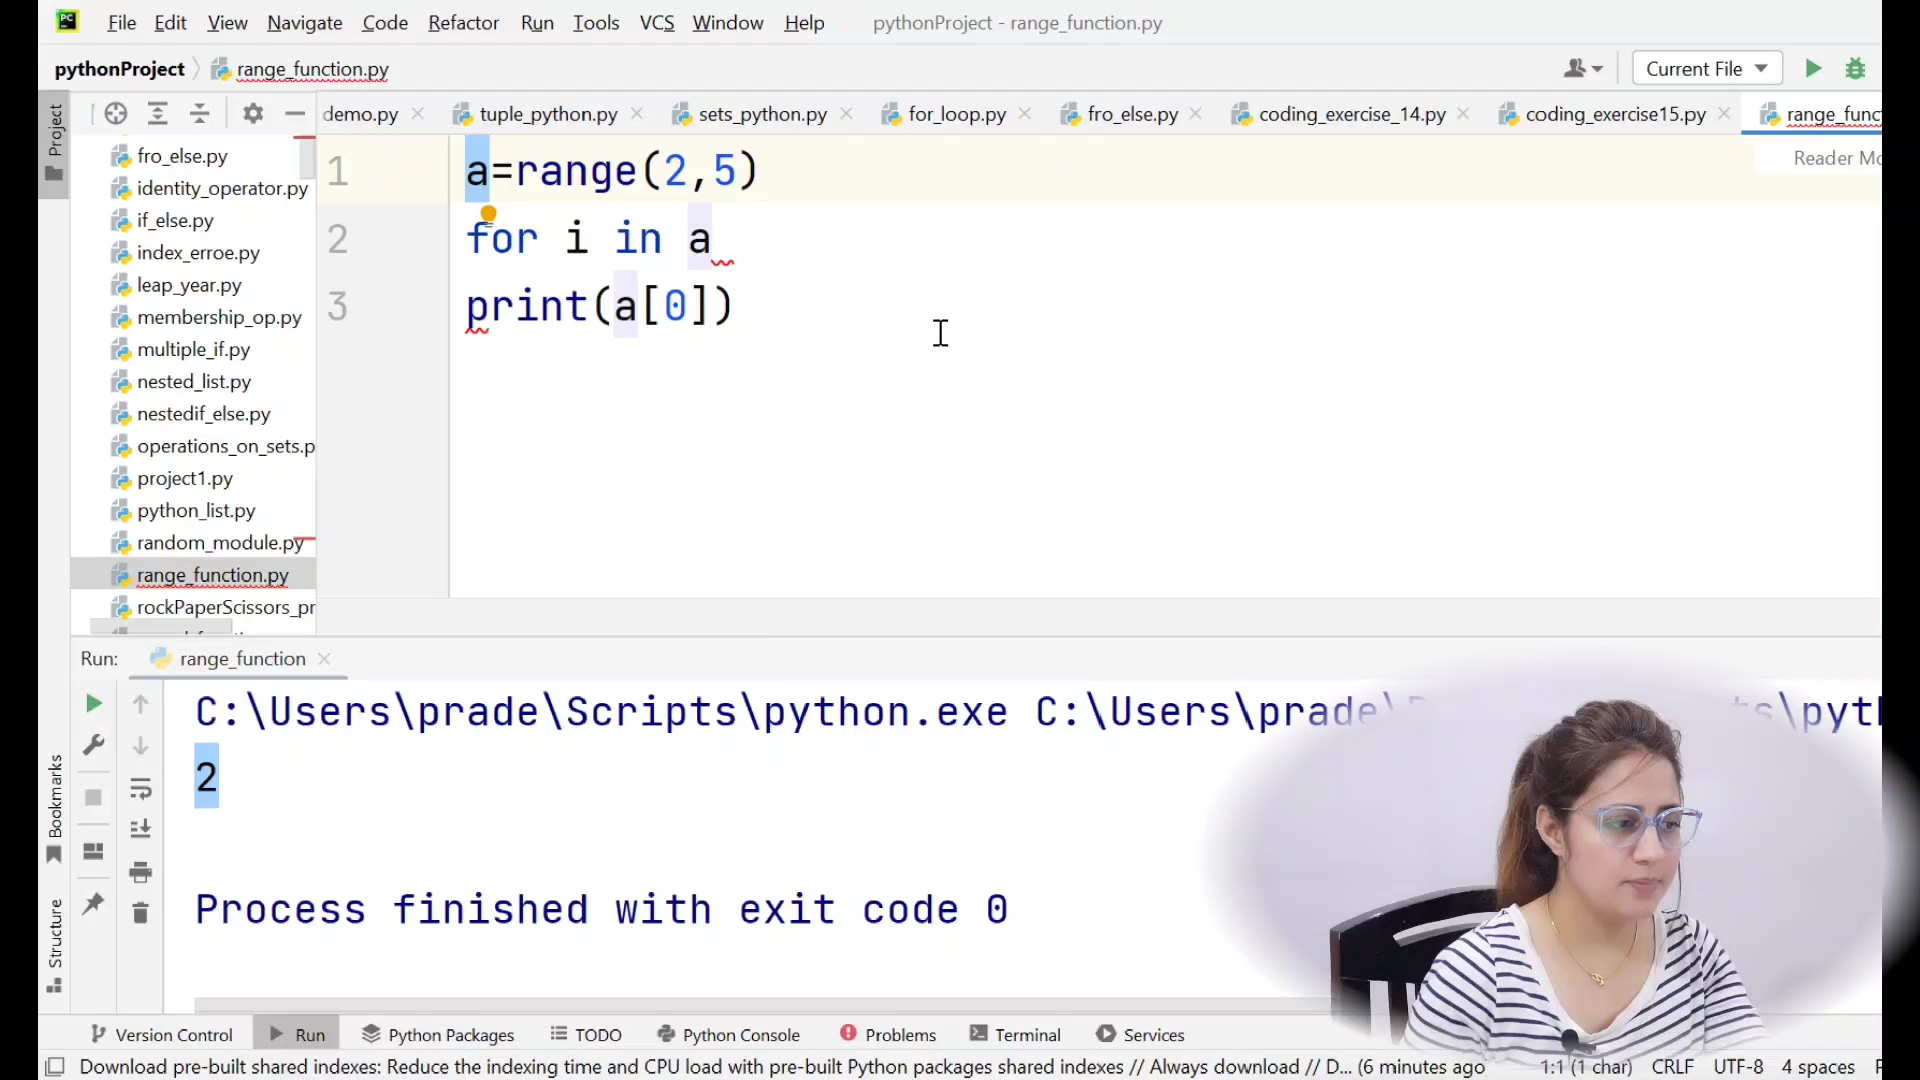 PC File Edit View Navigate Code Refactor Run Tools VCS Window Help pythonProject - range_function.py
pythonProject range_function.py Current File
demo.py tuple_python.py sets_python.py for_loop.py fro_else.py coding_exercise_14.py coding_exercise15.py range_func
Project
Reader Mo
fro_else.py
identity_operator.py
if_else.py
index_erroe.py
leap_year.py
membership_op.py
multiple_if.py
nested_list.py
nestedif_else.py
operations_on_sets.p
project1.py
python_list.py
random_module.py
range_function.py
rockPaperScissors_pr
1 a=range(2,5)
2 for i in a
3 print(a[0])
Run: range_function
C:\Users\prade\Scripts\python.exe C:\Users\prade\
2
Process finished with exit code 0
Bookmarks
Structure
Version Control Run Python Packages TODO Python Console Problems Terminal Services
Download pre-built shared indexes: Reduce the indexing time and CPU load with pre-built Python packages shared indexes // Always download // D... (6 minutes ago 1:1 (1 char) CRLF UTF-8 4 spaces